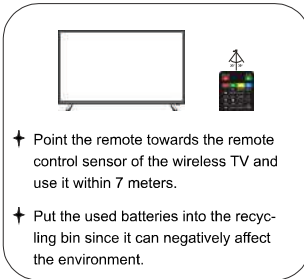 Point the remote towards the remote
control sensor of the wireless TV and
use it within 7 meters.
Put the used batteries into the recyc-
ling bin since it can negatively affect
the environment.